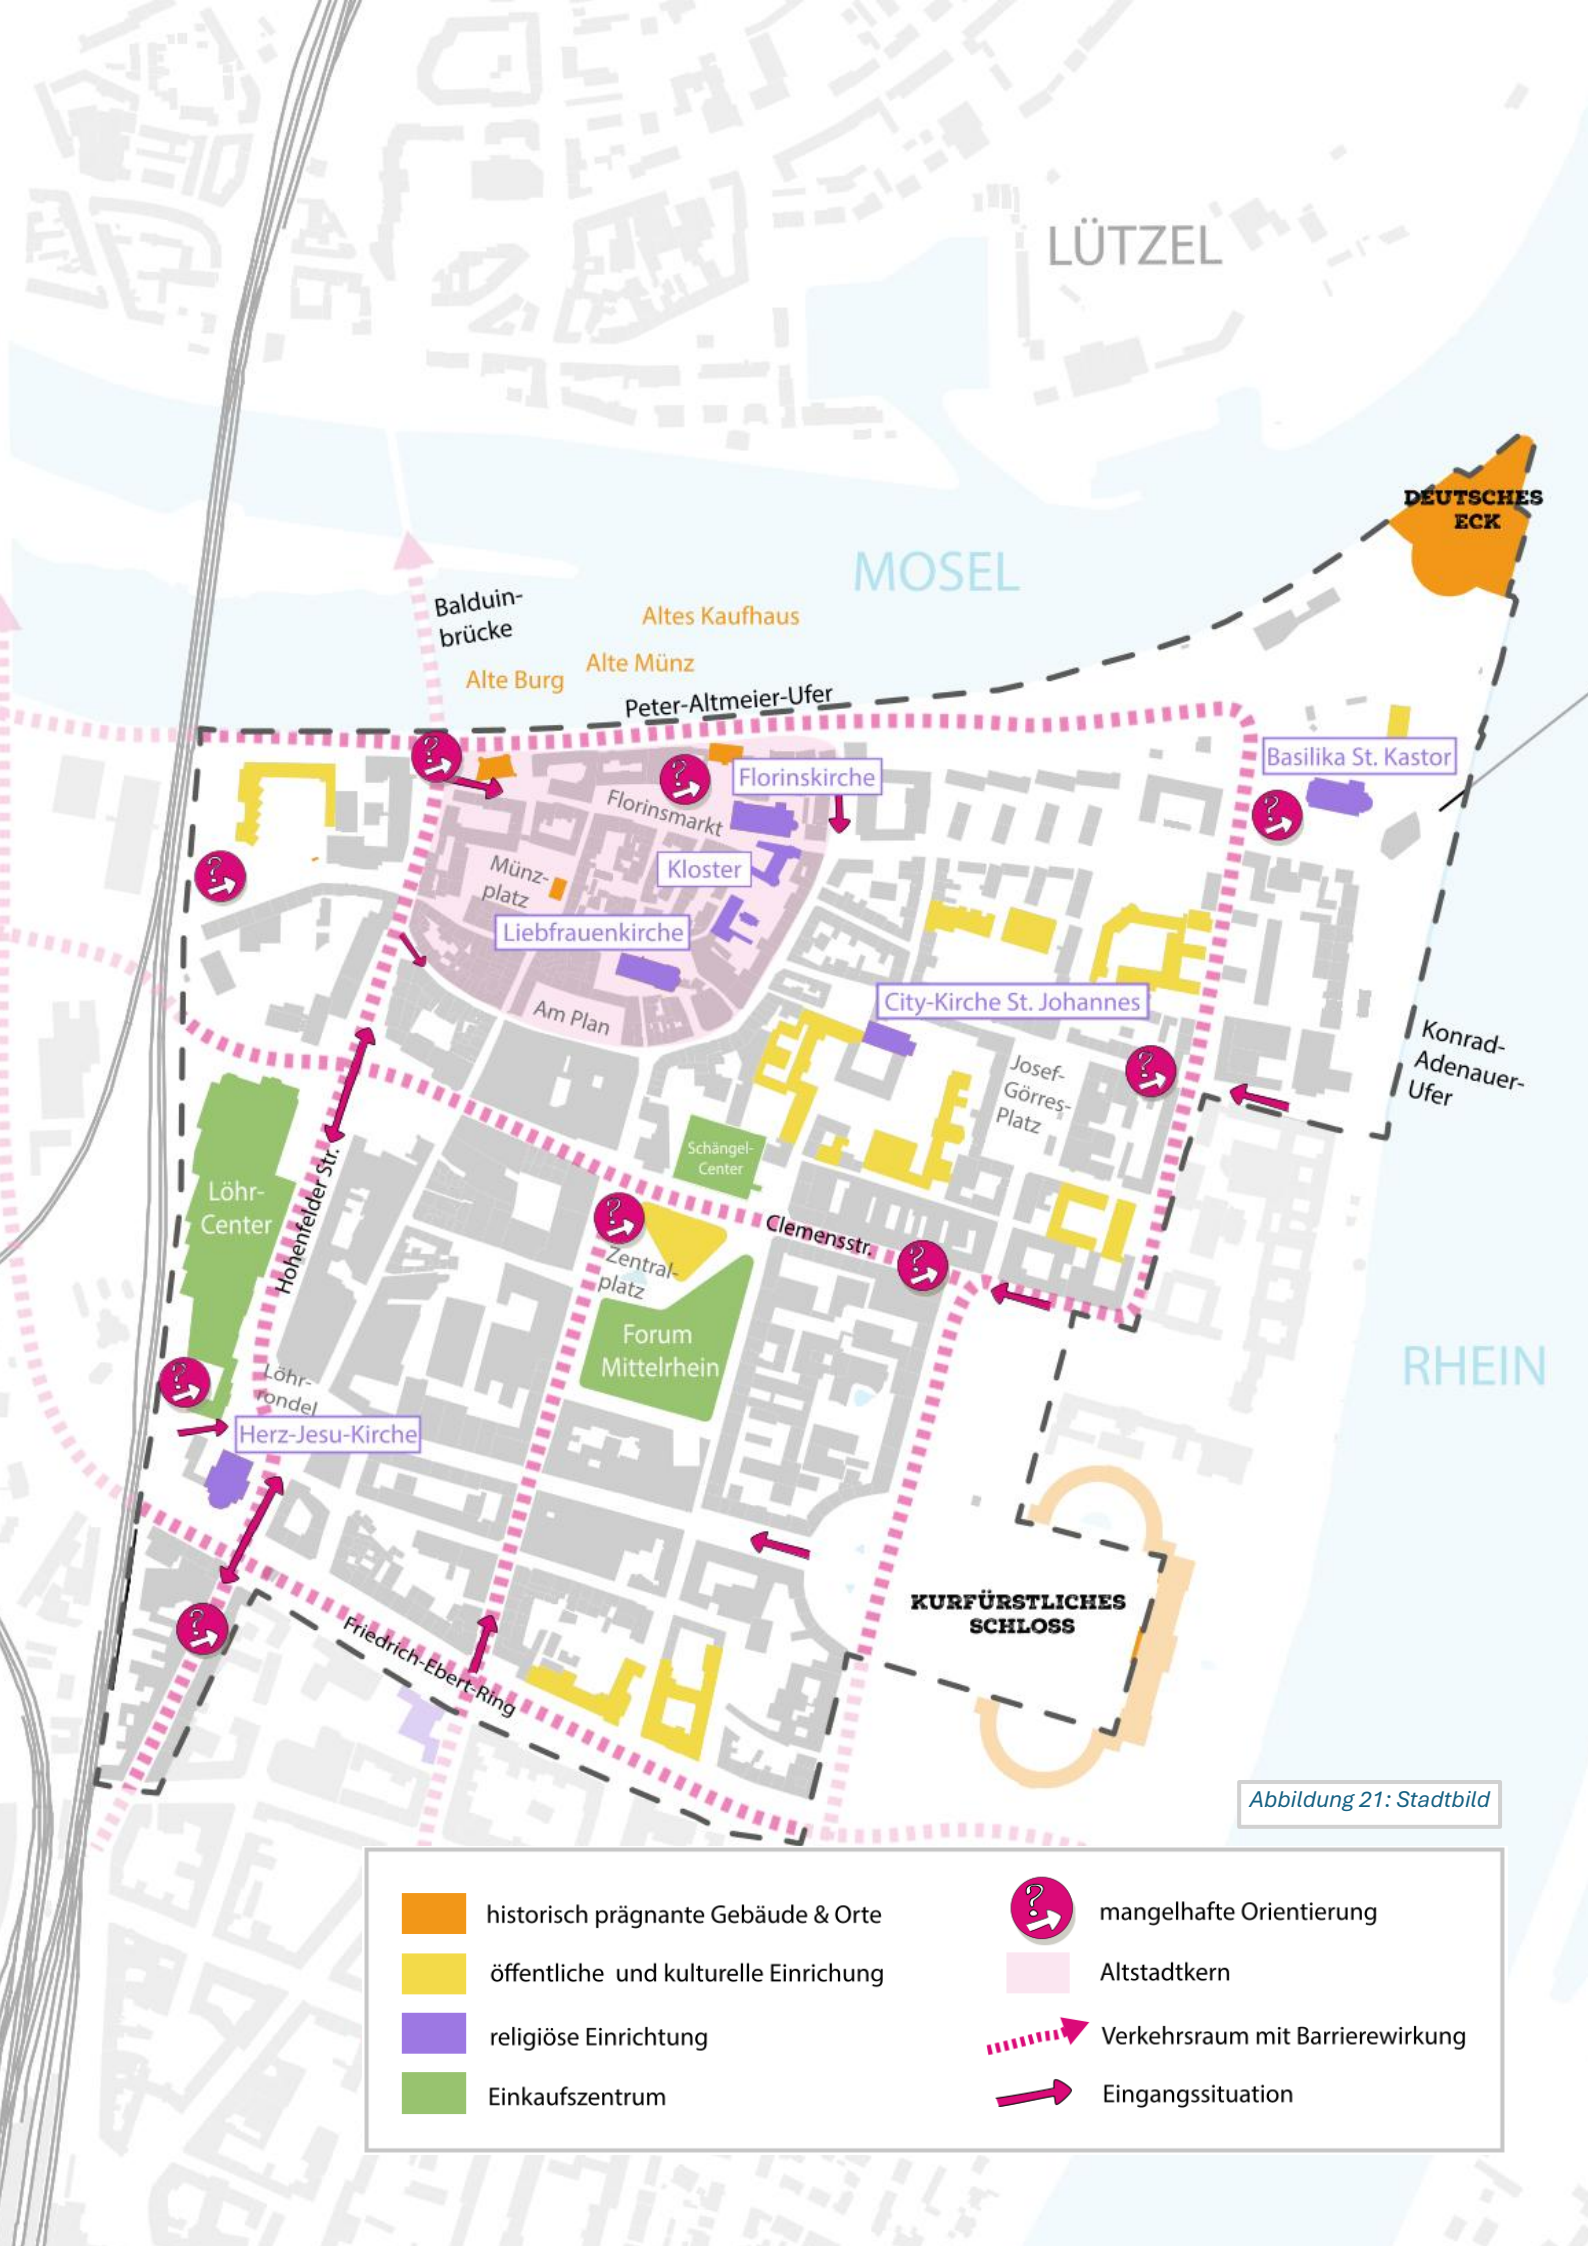 LÜTZEL
DEUTSCHES
ECK
MOSEL
Balduin-
brücke
Altes Kaufhaus
Alte Münz
Alte Burg
Peter-Altmeier-Ufer
Basilika St. Kastor
Florinskirche
Florinsmarkt
Kloster
Münz-
platz
Liebfrauenkirche
City-Kirche St. Johannes
Am Plan
Konrad-
Adenauer-
Ufer
Josef-
Görres-
Platz
Schängel-
Center
Löhr-
Center
Hohenfelder Str.
Clemensstr.
Zentral-
platz
Forum
Mittelrhein
RHEIN
Löhr-
rondel
Herz-Jesu-Kirche
KURFÜRSTLICHES
SCHLOSS
Friedrich-Ebert-Ring
Abbildung 21: Stadtbild
historisch prägnante Gebäude & Orte
öffentliche und kulturelle Einrichung
religiöse Einrichtung
Einkaufszentrum
mangelhafte Orientierung
Altstadtkern
Verkehrsraum mit Barrierewirkung
Eingangssituation